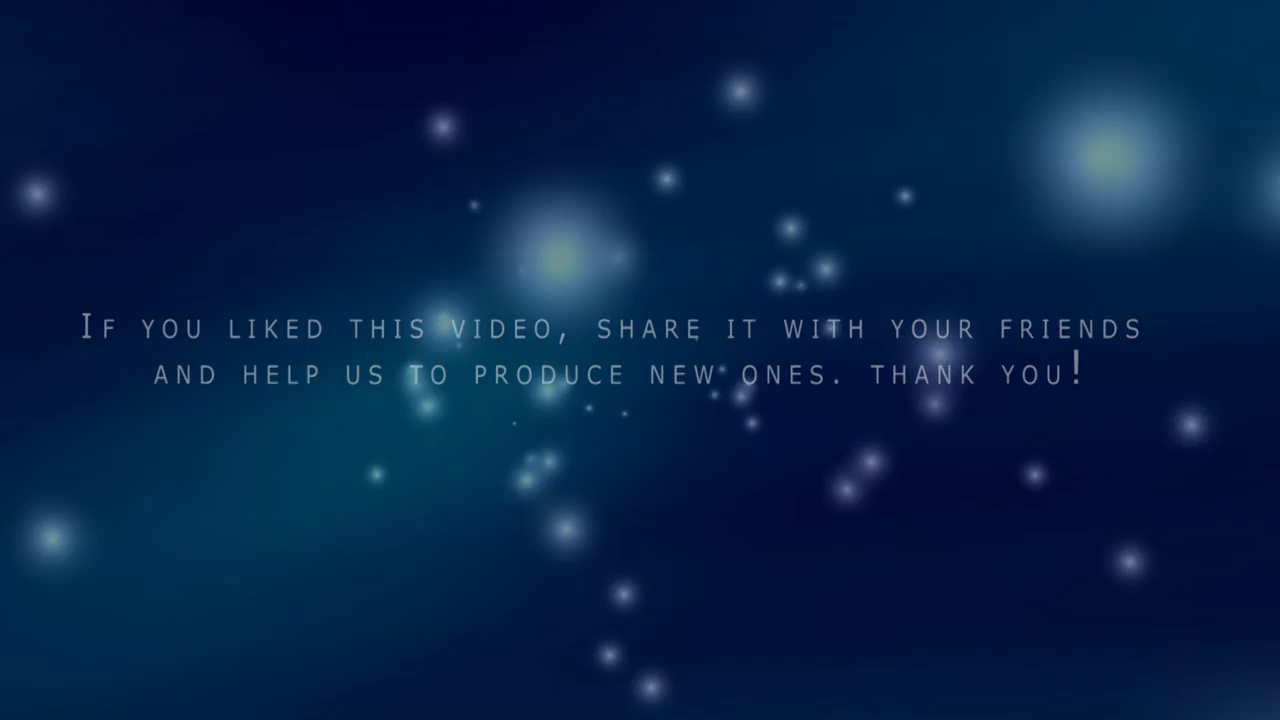 If you liked this video, share it with your friends
and help us to produce new ones. thank you!